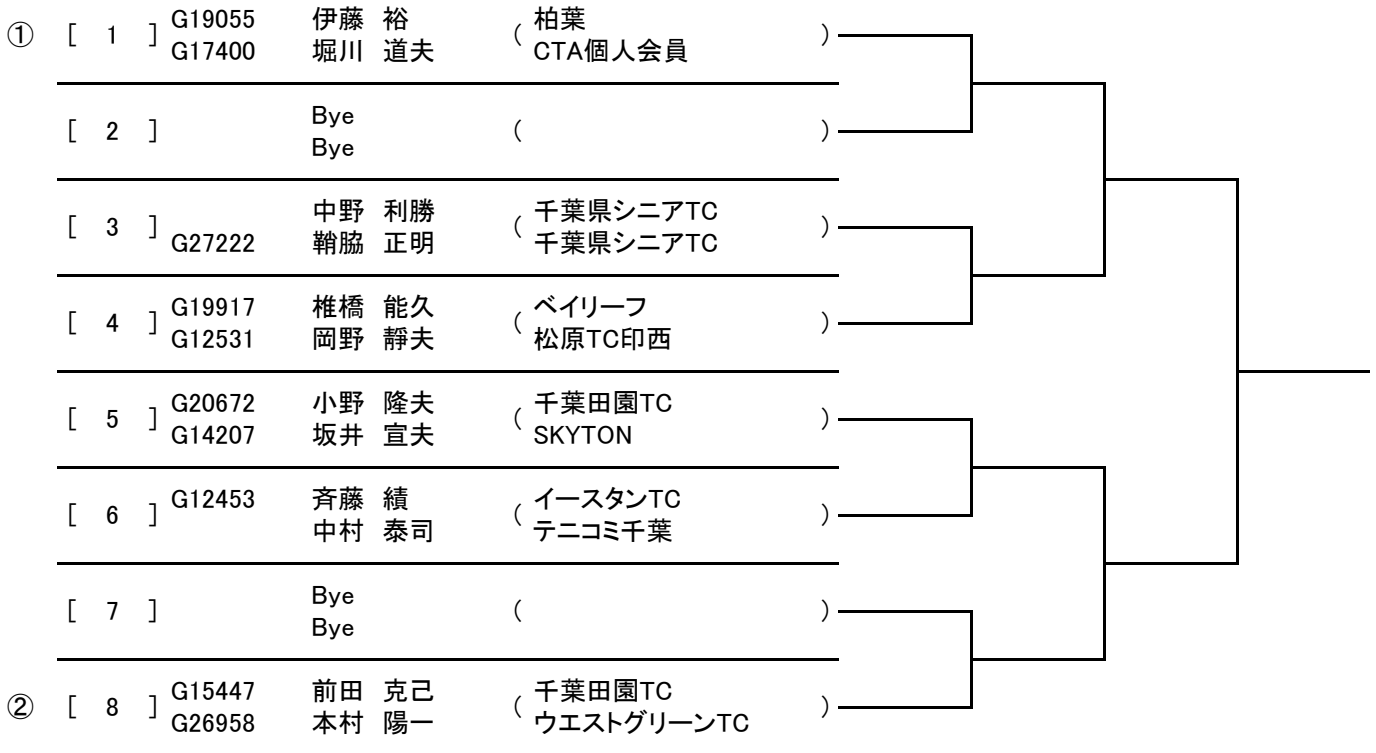 ① [ 1 ] G19055 伊藤 裕 ( 柏葉 )
G17400 堀川 道夫 CTA個人会員
[ 2 ] Bye ( )
Bye
[ 3 ] 中野 利勝 ( 千葉県シニアTC )
G27222 鞘脇 正明 千葉県シニアTC
[ 4 ] G19917 椎橋 能久 ( ベイリーフ )
G12531 岡野 靜夫 松原TC印西
[ 5 ] G20672 小野 隆夫 ( 千葉田園TC )
G14207 坂井 宣夫 SKYTON
[ 6 ] G12453 斉藤 績 ( イースタンTC )
中村 泰司 テニコミ千葉
[ 7 ] Bye ( )
Bye
② [ 8 ] G15447 前田 克己 ( 千葉田園TC )
G26958 本村 陽一 ウエストグリーンTC